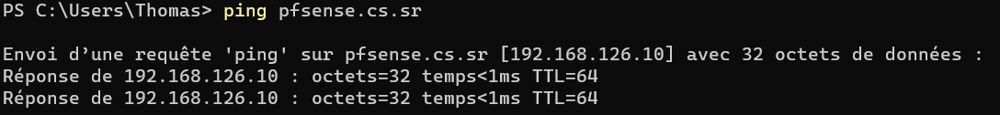 PS C:\Users\Thomas> ping pfsense.cs.sr
Envoi d’une requête 'ping' sur pfsense.cs.sr [192.168.126.10] avec 32 octets de données :
Réponse de 192.168.126.10 : octets=32 temps<1ms TTL=64
Réponse de 192.168.126.10 : octets=32 temps<1ms TTL=64